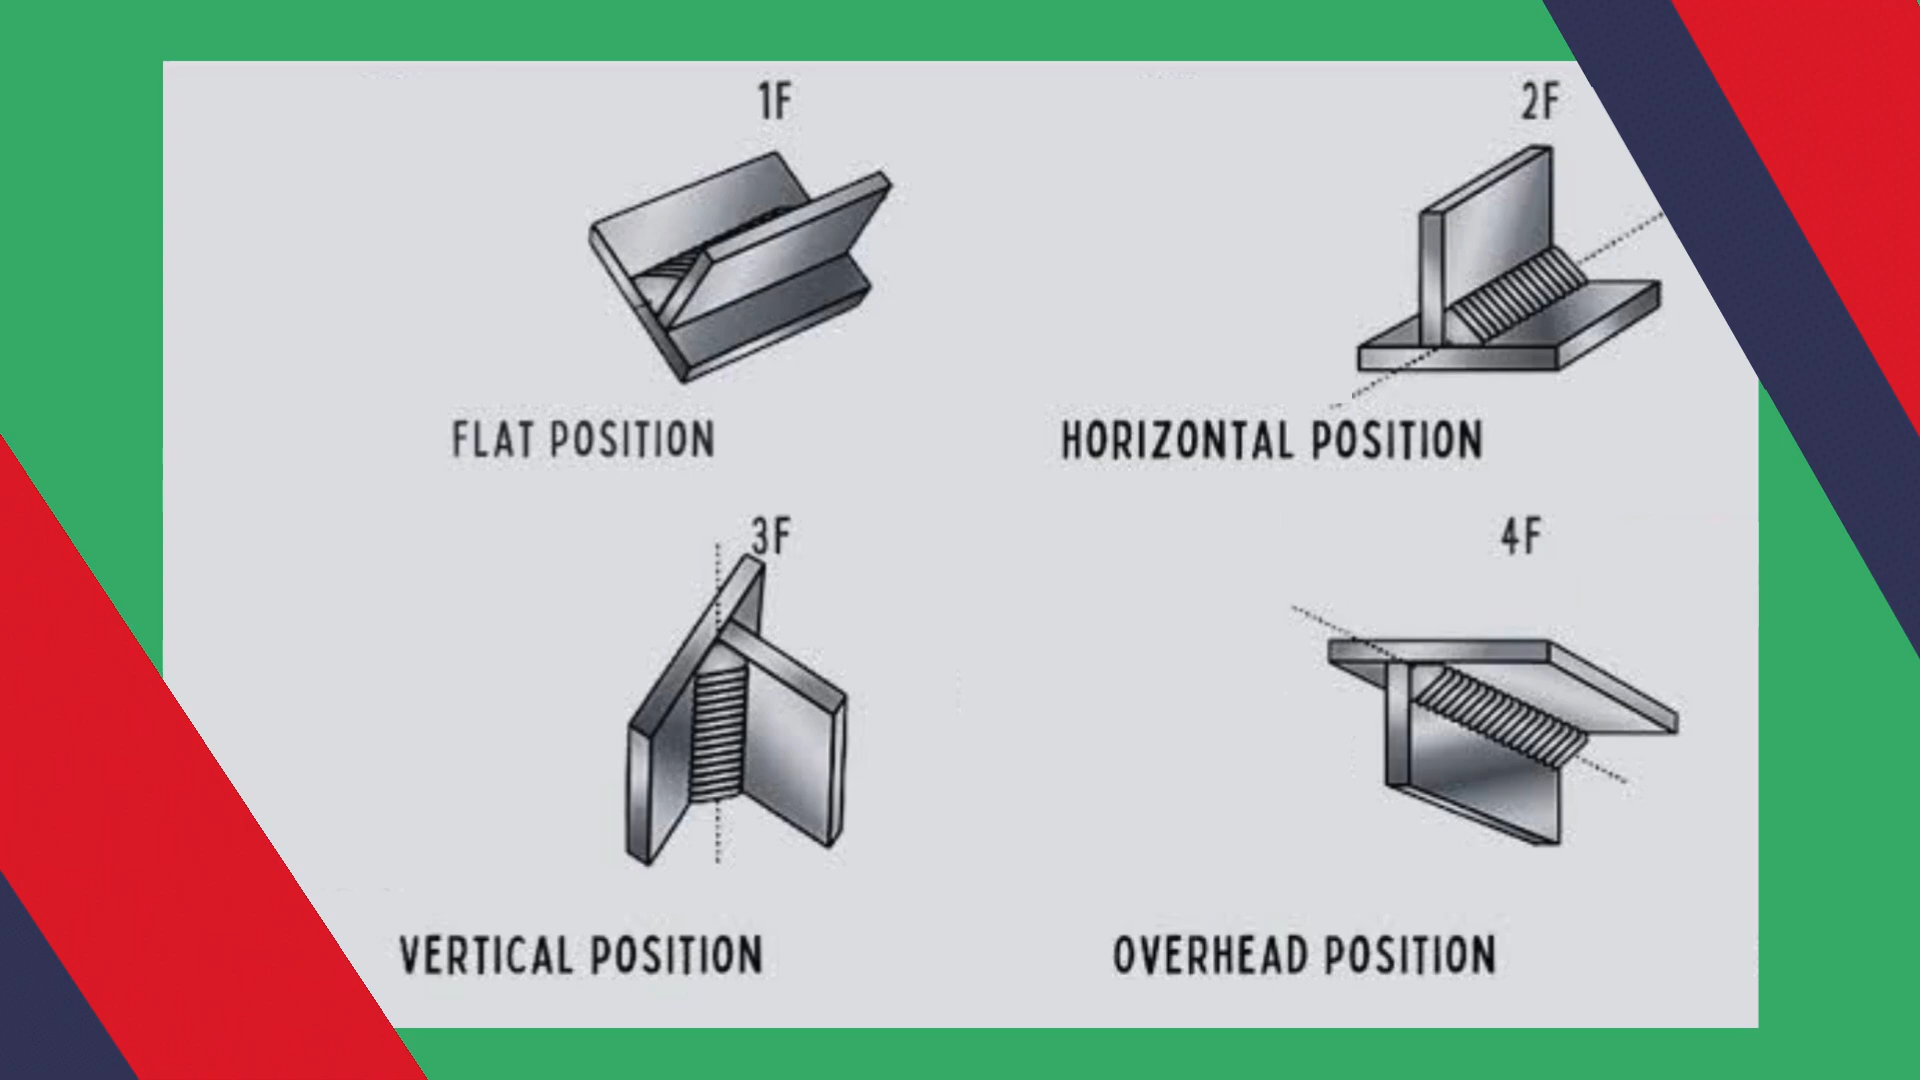 1F
2F
FLAT POSITION
HORIZONTAL POSITION
3F
4F
VERTICAL POSITION
OVERHEAD POSITION